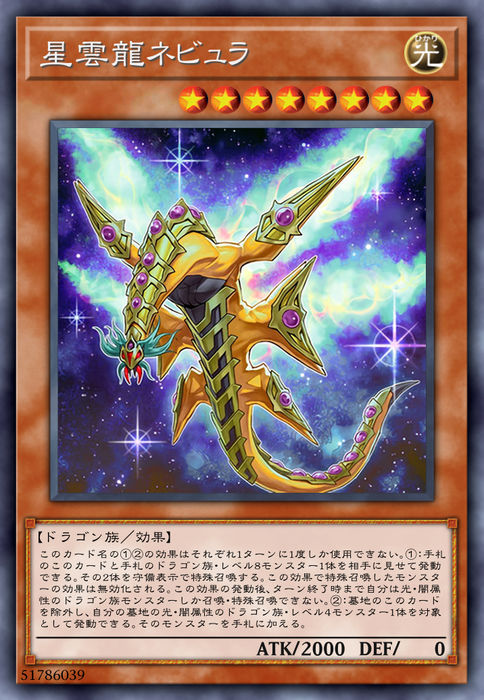 星雲龍ネビュラ
ひかり
光
【ドラゴン族／効果】
このカード名の①②の効果はそれぞれ1ターンに1度しか使用できない。①：手札
のこのカードと手札のドラゴン族・レベル8モンスター1体を相手に見せて発動
できる。その2体を守備表示で特殊召喚する。この効果で特殊召喚したモンスタ
ーの効果は無効化される。この効果の発動後、ターン終了時まで自分は光・闇属
性のドラゴン族モンスターしか召喚・特殊召喚できない。②：墓地のこのカード
を除外し、自分の墓地の光・闇属性のドラゴン族・レベル4モンスター1体を対象
として発動できる。そのモンスターを手札に加える。
ATK/2000 DEF/ 0
51786039